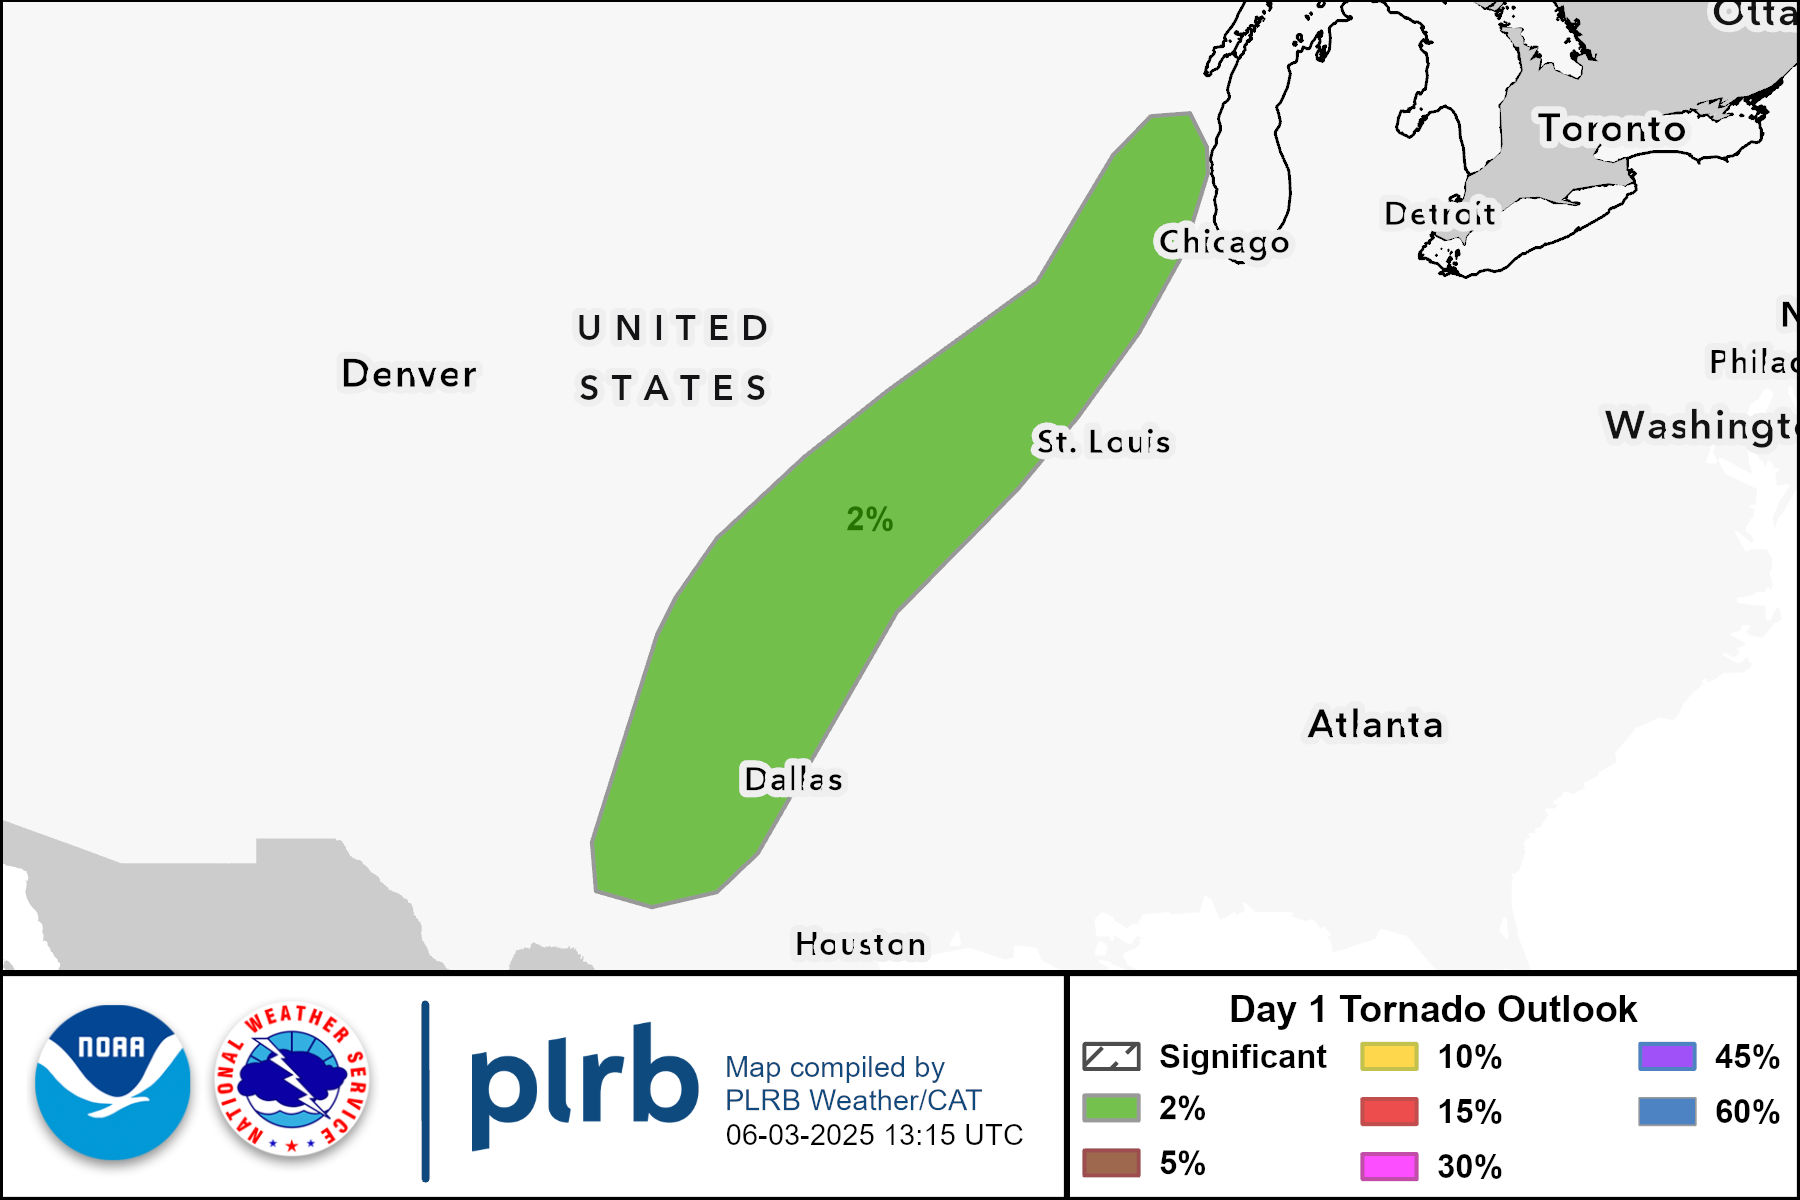 Otta
Toronto
Detroit
Chicago
N
UNITED
STATES
Denver
Philad
Washingt
St. Louis
2%
Atlanta
Dallas
Houston
NOAA
NATIONAL WEATHER SERVICE
plrb
Map compiled by
PLRB Weather/CAT
06-03-2025 13:15 UTC
Day 1 Tornado Outlook
Significant
2%
5%
10%
15%
30%
45%
60%